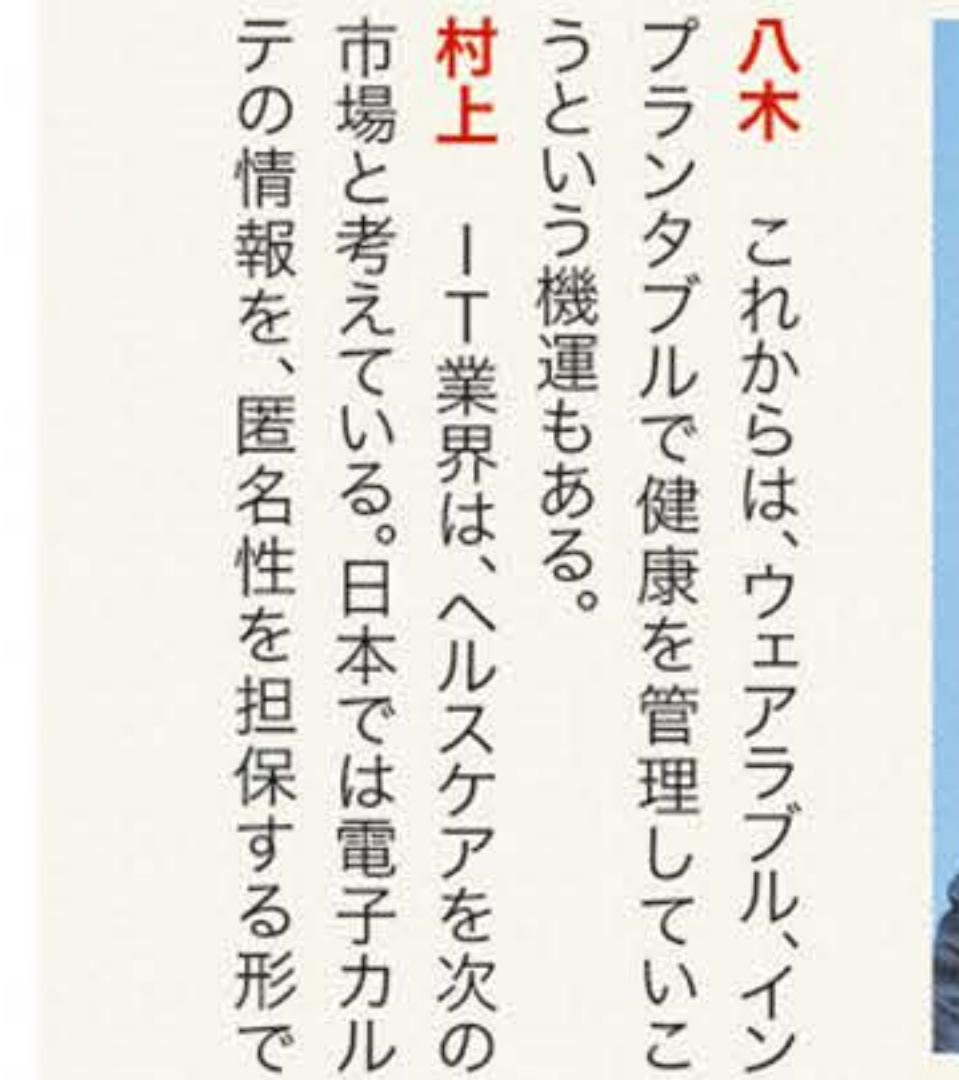 八木　これからは、ウェアラブル、イン
プランタブルで健康を管理していこ
うという機運もある。
村上　IT業界は、ヘルスケアを次の
市場と考えている。日本では電子カル
テの情報を、匿名性を担保する形で